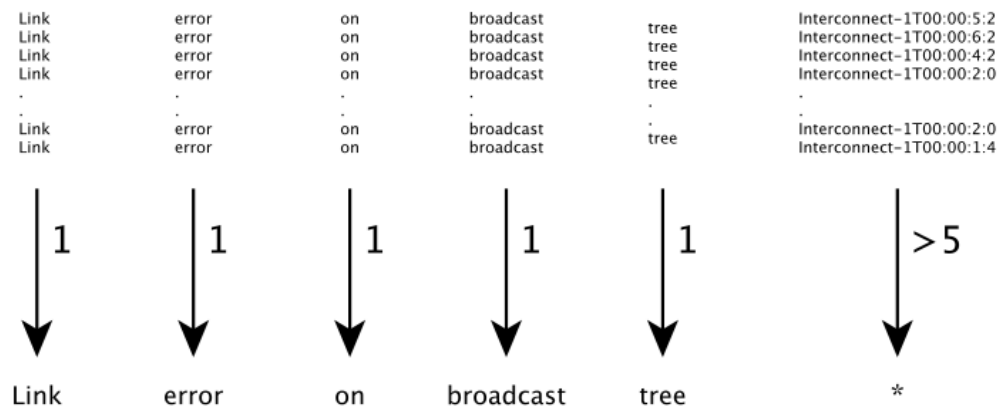 Link error on broadcast tree Interconnect-1T00:00:5:2
Link error on broadcast tree Interconnect-1T00:00:6:2
Link error on broadcast tree Interconnect-1T00:00:4:2
Link error on broadcast tree Interconnect-1T00:00:2:0
. . . . . .
. . . . . .
Link error on broadcast tree Interconnect-1T00:00:2:0
Link error on broadcast Interconnect-1T00:00:1:4
1 1 1 1 1 >5
Link error on broadcast tree *